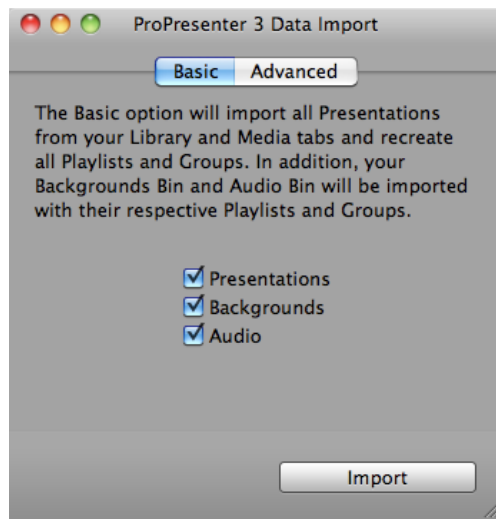 ProPresenter 3 Data Import
Basic Advanced
The Basic option will import all Presentations
from your Library and Media tabs and recreate
all Playlists and Groups. In addition, your
Backgrounds Bin and Audio Bin will be imported
with their respective Playlists and Groups.
Presentations
Backgrounds
Audio
Import